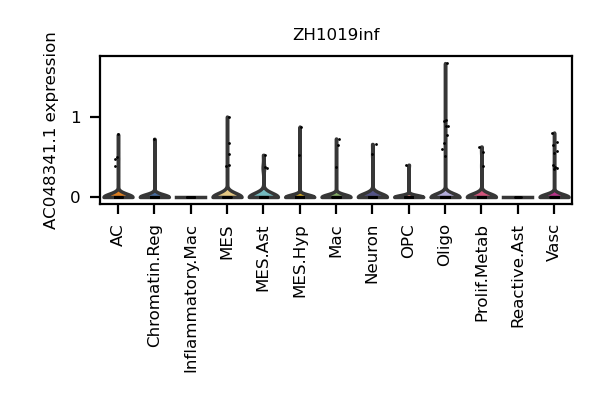 ZH1019inf
AC048341.1 expression
1
0
AC
Chromatin.Reg
Inflammatory.Mac
MES
MES.Ast
MES.Hyp
Mac
Neuron
OPC
Oligo
Prolif.Metab
Reactive.Ast
Vasc